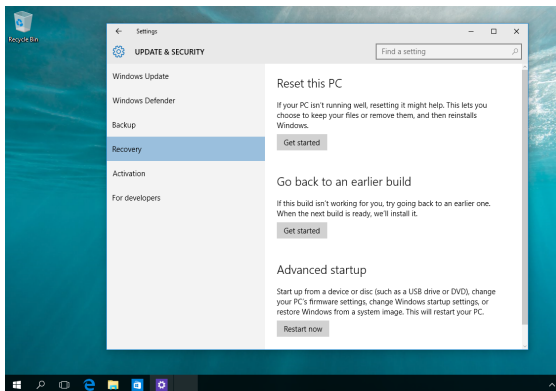 Recycle Bin
Settings
UPDATE & SECURITY
Find a setting
Windows Update
Windows Defender
Backup
Recovery
Activation
For developers
Reset this PC
If your PC isn't running well, resetting it might help. This lets you
choose to keep your files or remove them, and then reinstalls
Windows.
Get started
Go back to an earlier build
If this build isn't working for you, try going back to an earlier one.
When the next build is ready, we'll install it.
Get started
Advanced startup
Start up from a device or disc (such as a USB drive or DVD), change
your PC's firmware settings, change Windows startup settings, or
restore Windows from a system image. This will restart your PC.
Restart now